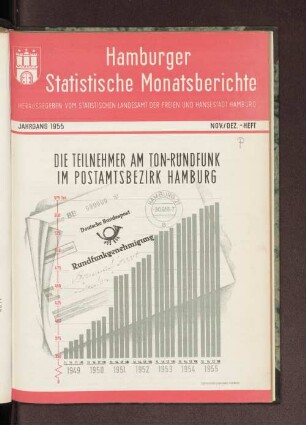 Hamburger
Statistische Monatsberichte
HERAUSGEGEBEN VOM STATISTISCHEN LANDESAMT DER FREIEN UND HANSESTADT HAMBURG
JAHRGANG 1955 NOV./DEZ.-HEFT
DIE TEILNEHMER AM TON-RUNDFUNK
IM POSTAMTSBEZIRK HAMBURG
Deutsche Bundespost
Rundfunkgenehmigung
1949 1950 1951 1952 1953 1954 1955